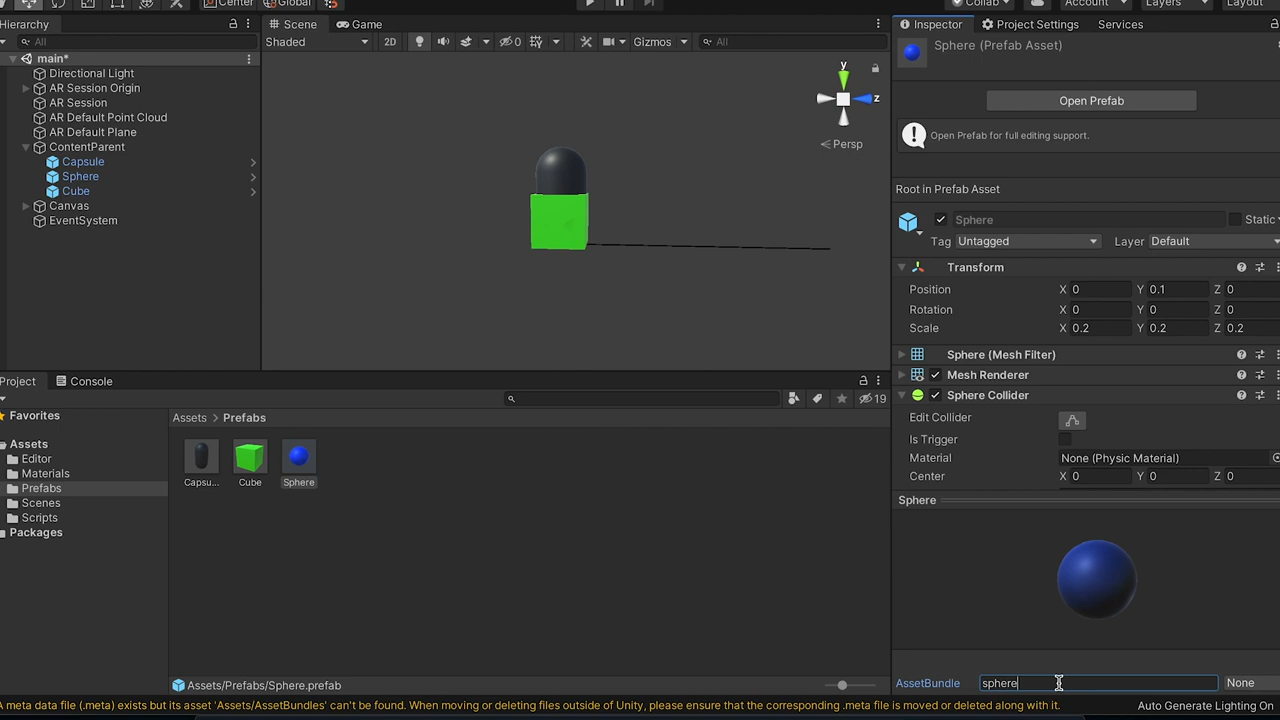 Center Global Collab Account Layers Layout
Hierarchy
All
main*
Directional Light
AR Session Origin
AR Session
AR Default Point Cloud
AR Default Plane
ContentParent
Capsule
Sphere
Cube
Canvas
EventSystem
Scene Game
Shaded 2D 0 Gizmos All
y
z
Persp
Project Console
19
Favorites
Assets
Editor
Materials
Prefabs
Scenes
Scripts
Packages
Assets > Prefabs
Capsu... Cube Sphere
Assets/Prefabs/Sphere.prefab
Inspector Project Settings Services
Sphere (Prefab Asset)
Open Prefab
Open Prefab for full editing support.
Root in Prefab Asset
Sphere Static
Tag Untagged Layer Default
Transform
Position X 0 Y 0.1 Z 0
Rotation X 0 Y 0 Z 0
Scale X 0.2 Y 0.2 Z 0.2
Sphere (Mesh Filter)
Mesh Renderer
Sphere Collider
Edit Collider
Is Trigger
Material None (Physic Material)
Center X 0 Y 0 Z 0
Sphere
AssetBundle sphere None
A meta data file (.meta) exists but its asset 'Assets/AssetBundles' can't be found. When moving or deleting files outside of Unity, please ensure that the corresponding .meta file is moved or deleted along with it. Auto Generate Lighting On